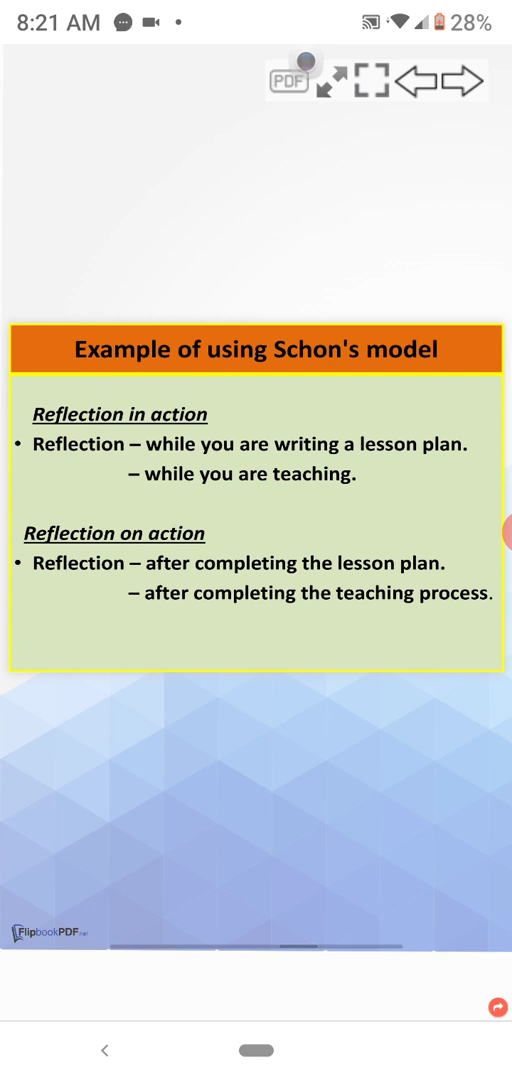 8:21 AM
28%
PDF
Example of using Schon's model
Reflection in action
• Reflection – while you are writing a lesson plan.
– while you are teaching.
Reflection on action
• Reflection – after completing the lesson plan.
– after completing the teaching process.
FlipbookPDF.net